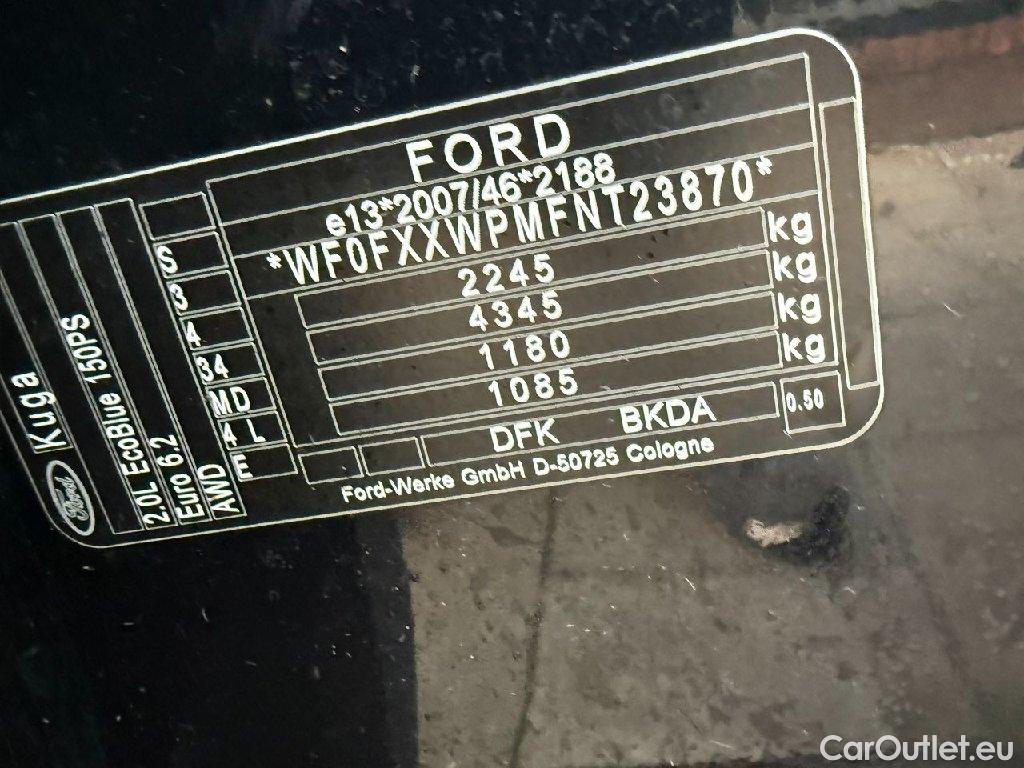 FORD
e13*2007/46*2188
*WF0FXXWPMFNT23870*
2245 kg
4345 kg
1180 kg
1085 kg
DFK BKDA
0.50
Ford-Werke GmbH D-50725 Cologne
S
3
4
34
MD
4 L
E
Ford
Kuga
2.0L EcoBlue 150PS
Euro 6.2
AWD
CarOutlet.eu